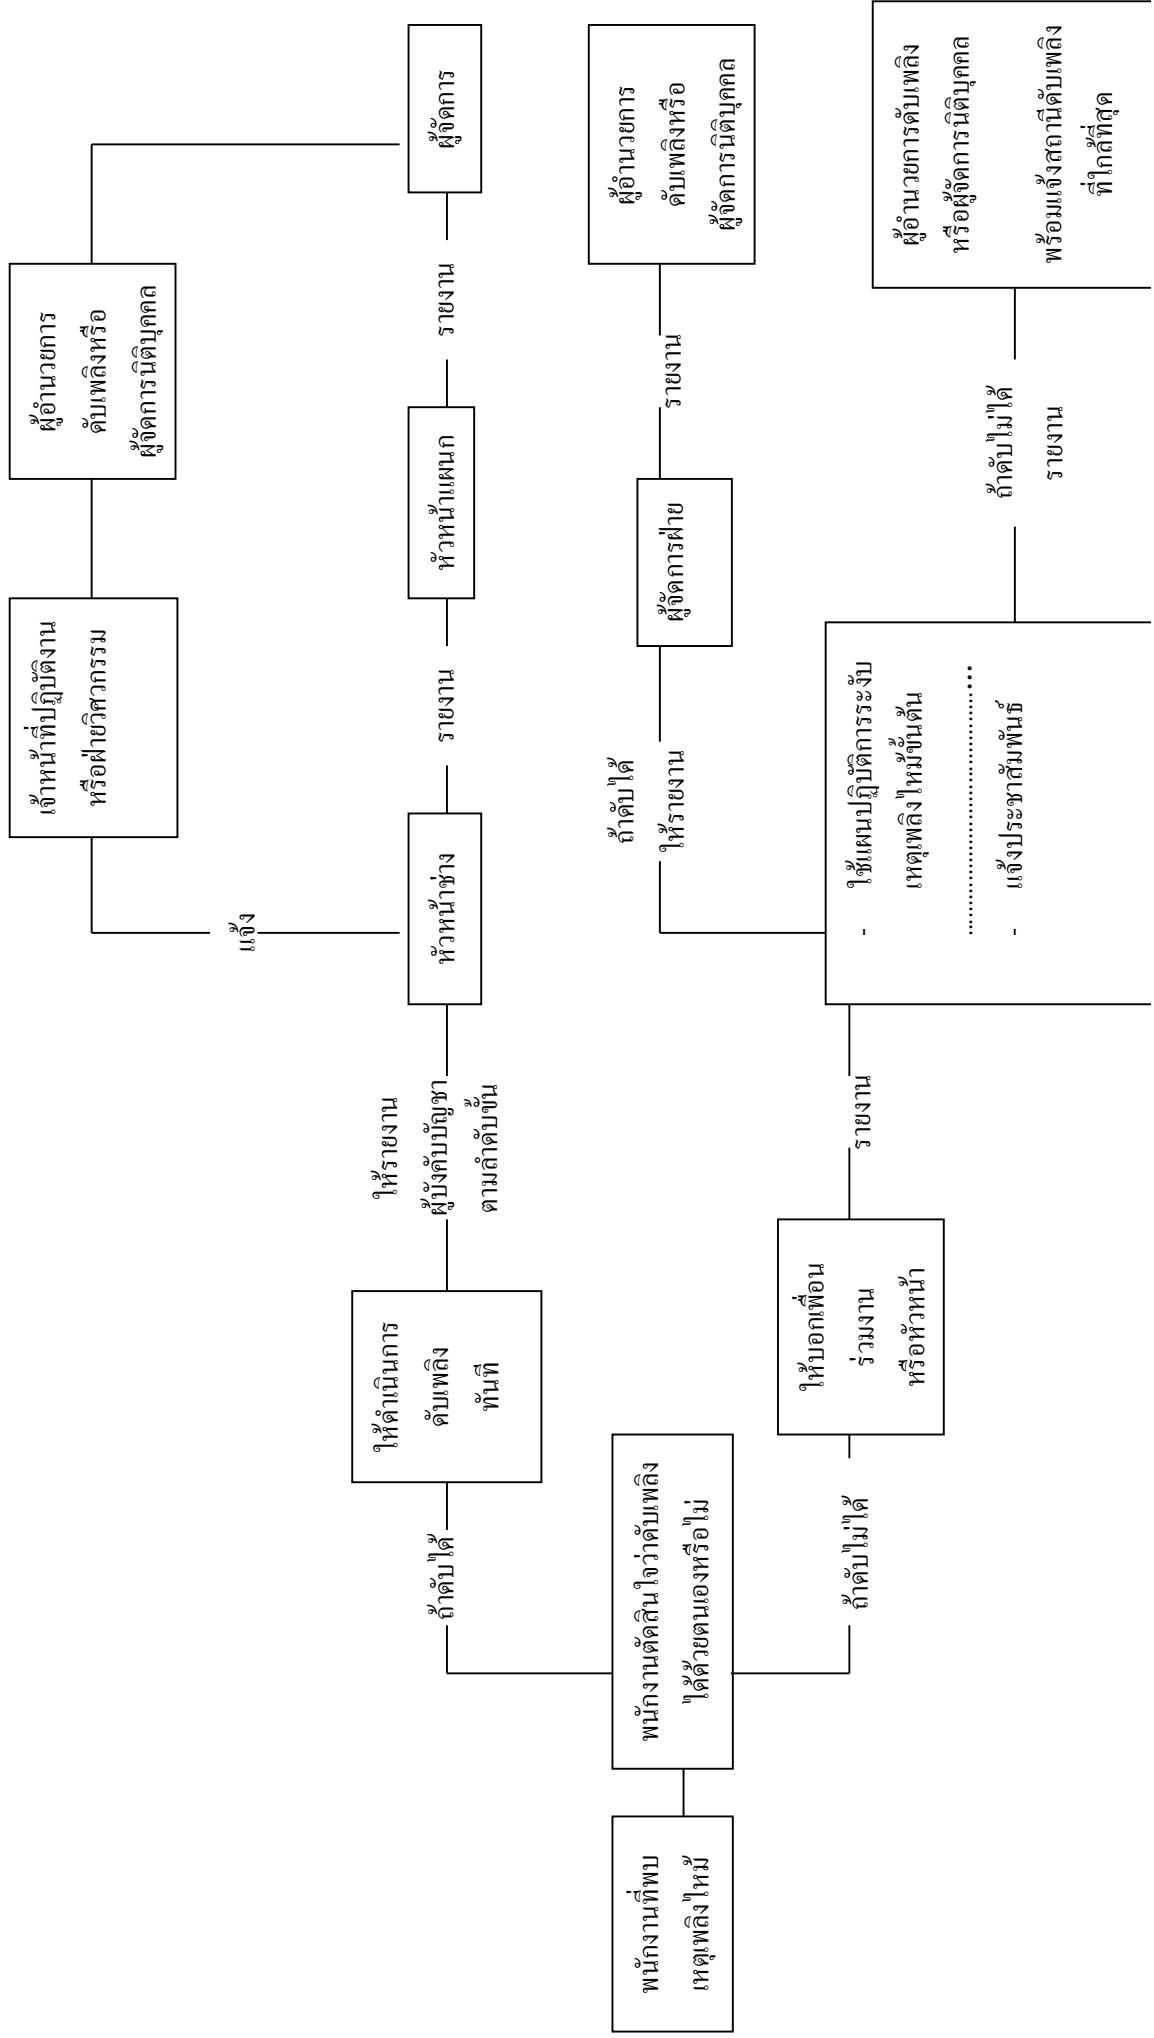 พนักงานที่พบ
เหตุเพลิงไหม้
พนักงานตัดสินใจว่าดับเพลิง
ได้ด้วยตนเองหรือไม่
ถ้าดับได้
ให้ดำเนินการ
ดับเพลิง
ทันที
ให้รายงาน
ผู้บังคับบัญชา
ตามลำดับชั้น
หัวหน้าช่าง
แจ้ง
เจ้าหน้าที่ปฏิบัติงาน
หรือฝ่ายวิศวกรรม
ผู้อำนวยการ
ดับเพลิงหรือ
ผู้จัดการนิติบุคคล
รายงาน
หัวหน้าแผนก
รายงาน
ผู้จัดการ
ถ้าดับไม่ได้
ให้บอกเพื่อน
ร่วมงาน
หรือหัวหน้า
รายงาน
- ใช้แผนปฏิบัติการระงับ
เหตุเพลิงไหม้ขั้นต้น
...................................................
- แจ้งประชาสัมพันธ์
ถ้าดับได้
ให้รายงาน
ผู้จัดการฝ่าย
รายงาน
ผู้อำนวยการ
ดับเพลิงหรือ
ผู้จัดการนิติบุคคล
ถ้าดับไม่ได้
รายงาน
ผู้อำนวยการดับเพลิง
หรือผู้จัดการนิติบุคคล
พร้อมแจ้งสถานีดับเพลิง
ที่ใกล้ที่สุด